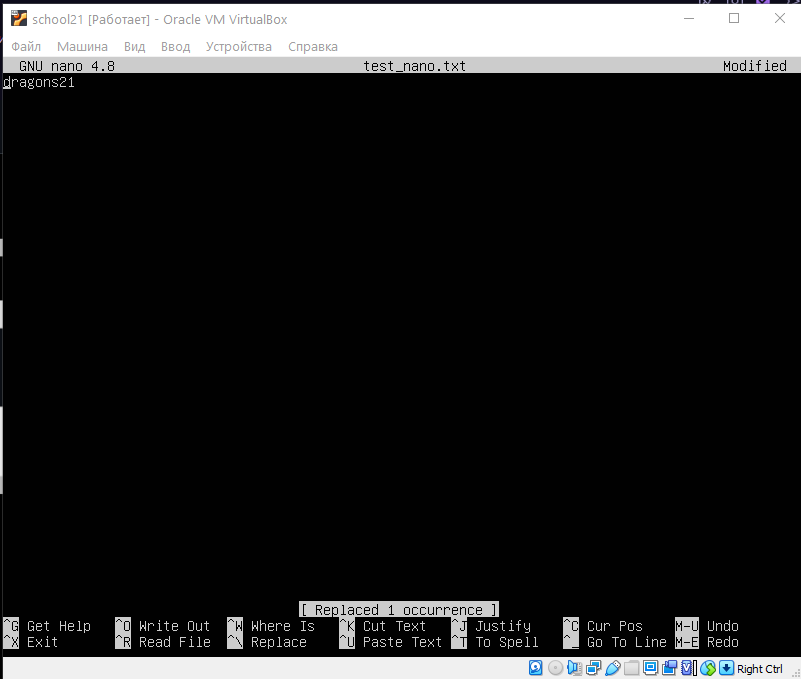 school21 [Работает] - Oracle VM VirtualBox
Файл Машина Вид Ввод Устройства Справка
GNU nano 4.8 test_nano.txt Modified
dragons21
[ Replaced 1 occurrence ]
^G Get Help ^O Write Out ^W Where Is ^K Cut Text ^J Justify ^C Cur Pos M-U Undo
^X Exit ^R Read File ^\ Replace ^U Paste Text ^T To Spell ^_ Go To Line M-E Redo
Right Ctrl